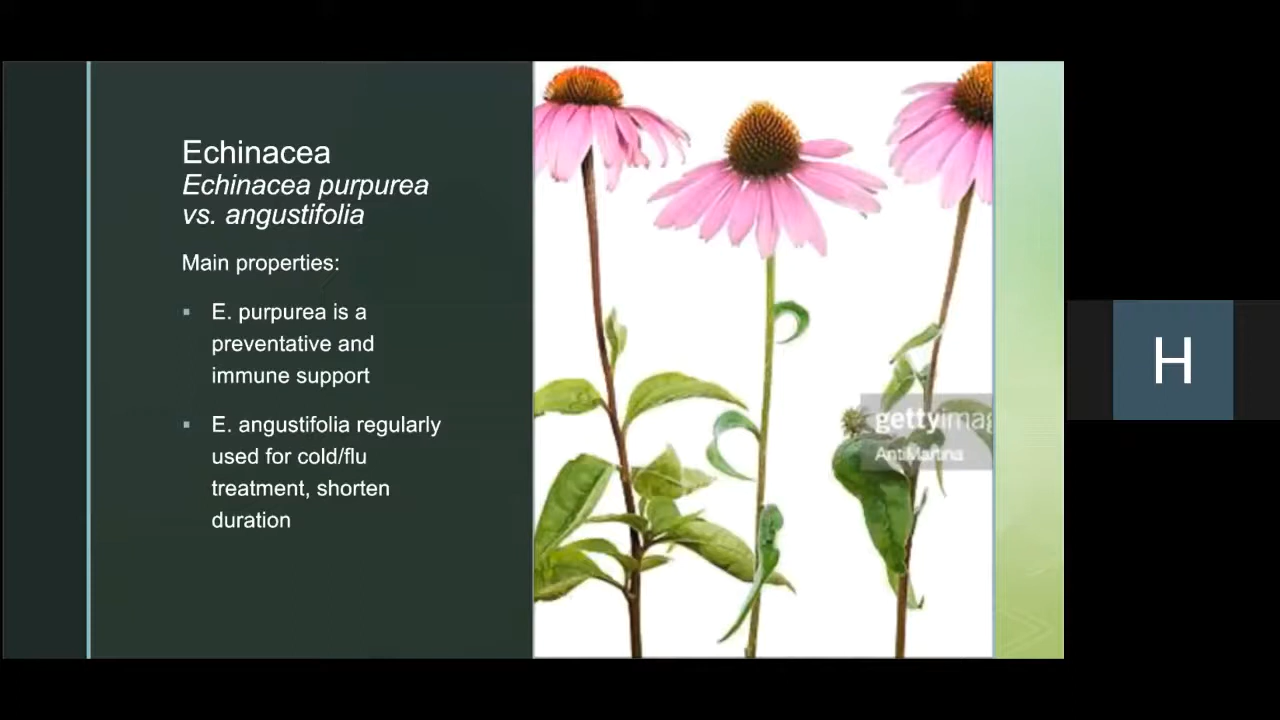 Echinacea
Echinacea purpurea
vs. angustifolia
Main properties:
▪ E. purpurea is a
preventative and
immune support
▪ E. angustifolia regularly
used for cold/flu
treatment, shorten
duration
gettyimag
AntiMartina
H